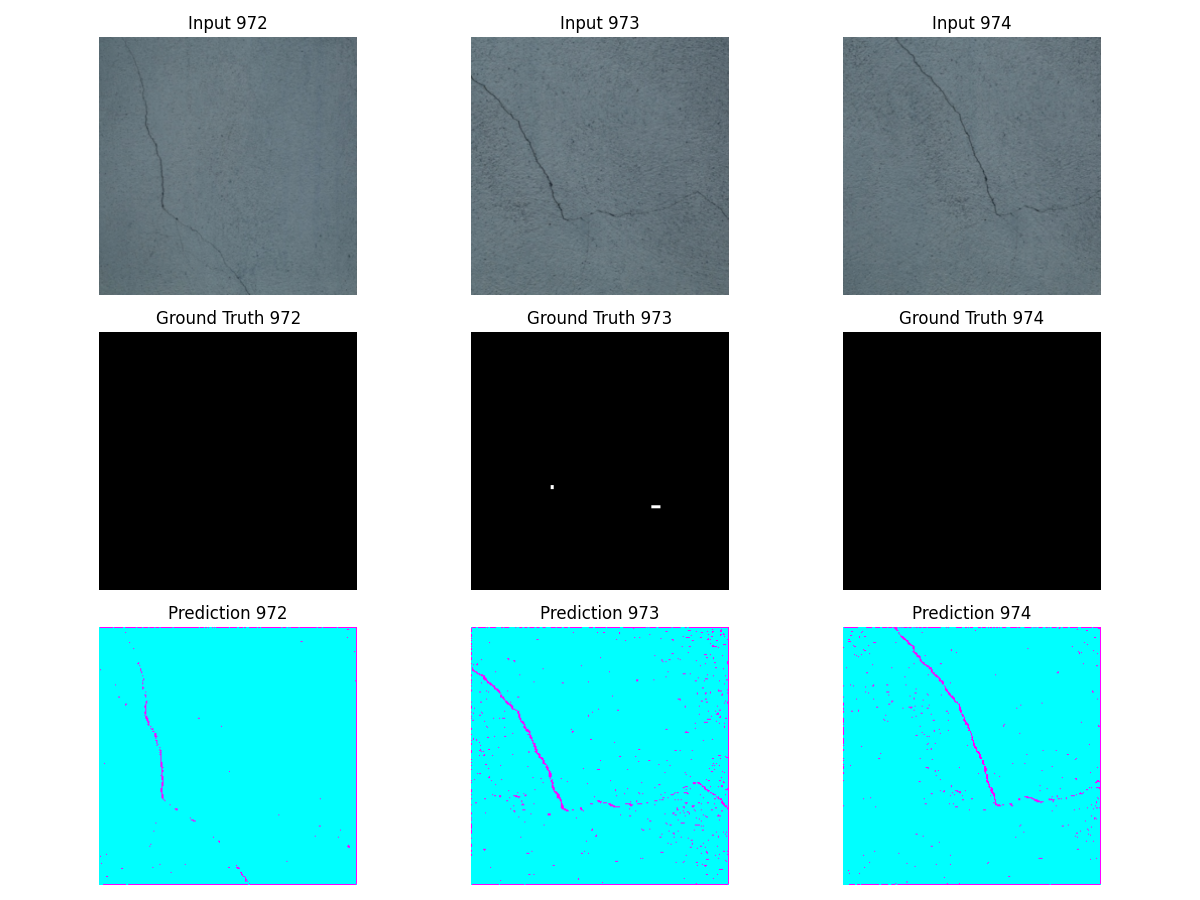 Input 972
Input 973
Input 974
Ground Truth 972
Ground Truth 973
Ground Truth 974
Prediction 972
Prediction 973
Prediction 974